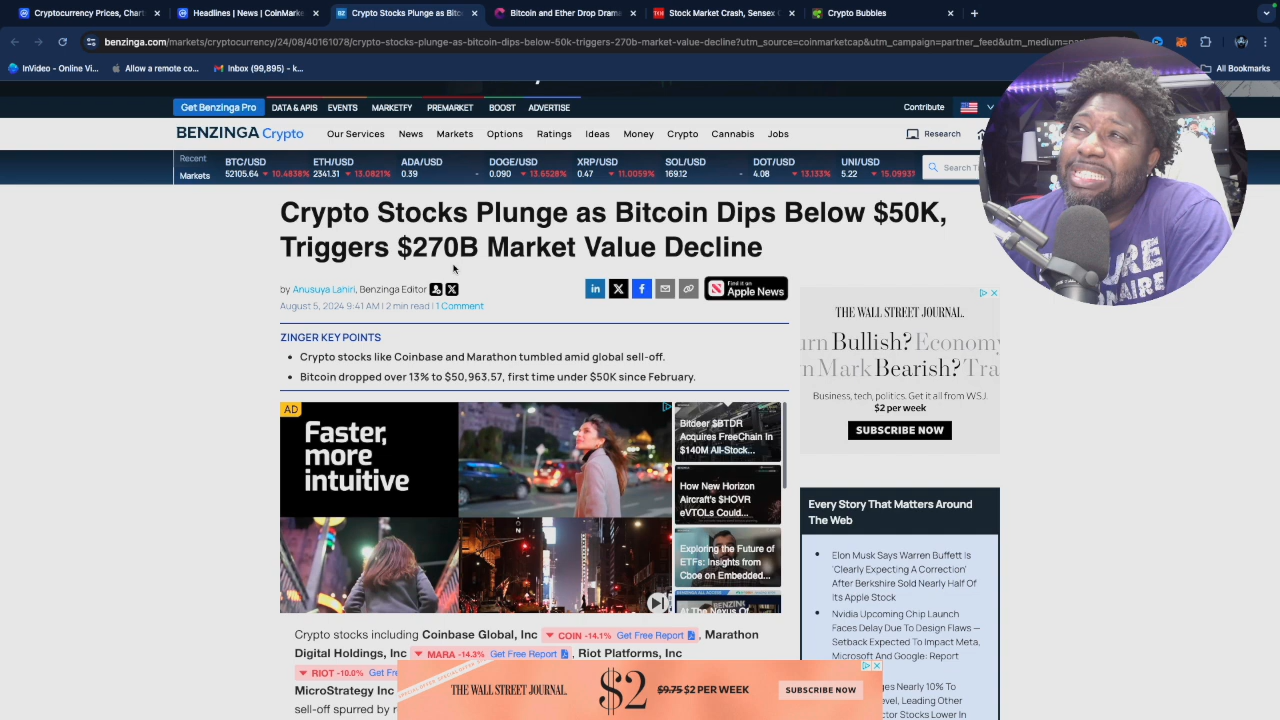 Cryptocurrency Prices, Char
Headlines | News | CoinMark
Crypto Stocks Plunge as Bitco
Bitcoin and Ether Drop Drama
Stock Market Crash, Sensex C
Crypto Bubbles
benzinga.com/markets/cryptocurrency/24/08/40161078/crypto-stocks-plunge-as-bitcoin-dips-below-50k-triggers-270b-market-value-decline?utm_source=coinmarketcap&utm_campaign=partner_feed&utm_medium=
InVideo - Online Vi...
Allow a remote co...
Inbox (99,895) - k...
All Bookmarks
Get Benzinga Pro
DATA & APIS
EVENTS
MARKETFY
PREMARKET
BOOST
ADVERTISE
Contribute
BENZINGA Crypto
Our Services
News
Markets
Options
Ratings
Ideas
Money
Crypto
Cannabis
Jobs
Research
Recent
Markets
BTC/USD
52105.64 10.4838%
ETH/USD
2341.31 13.0821%
ADA/USD
0.39 -
DOGE/USD
0.090 13.6528%
XRP/USD
0.47 11.0059%
SOL/USD
169.12 -
DOT/USD
4.08 13.133%
UNI/USD
5.22 15.09931
Search T
Crypto Stocks Plunge as Bitcoin Dips Below $50K,
Triggers $270B Market Value Decline
by Anusuya Lahiri, Benzinga Editor
August 5, 2024 9:41 AM | 2 min read | 1 Comment
Find it on
Apple News
ZINGER KEY POINTS
Crypto stocks like Coinbase and Marathon tumbled amid global sell-off.
Bitcoin dropped over 13% to $50,963.57, first time under $50K since February.
AD
Faster,
more
intuitive
Bitdeer $BTDR
Acquires FreeChain In
$140M All-Stock...
How New Horizon
Aircraft's $HOVR
eVTOLs Could...
Exploring the Future of
ETFs: Insights from
Cboe on Embedded...
At The Nexus Of
THE WALL STREET JOURNAL.
urn Bullish? Economy
n Mark Bearish? Tra
Business, tech, politics. Get it all from WSJ.
$2 per week
SUBSCRIBE NOW
Every Story That Matters Around
The Web
Elon Musk Says Warren Buffett Is
'Clearly Expecting A Correction'
After Berkshire Sold Nearly Half Of
Its Apple Stock
Nvidia Upcoming Chip Launch
Faces Delay Due To Design Flaws —
Setback Expected To Impact Meta,
Microsoft And Google: Report
ges Nearly 10% To
evel, Leading Other
ctor Stocks Lower In
Crypto stocks including Coinbase Global, Inc COIN -14.1% Get Free Report , Marathon
Digital Holdings, Inc MARA -14.3% Get Free Report , Riot Platforms, Inc
RIOT -10.0% Get Fre
MicroStrategy Inc
sell-off spurred by r
THE WALL STREET JOURNAL.
$2
$9.75 $2 PER WEEK
SUBSCRIBE NOW